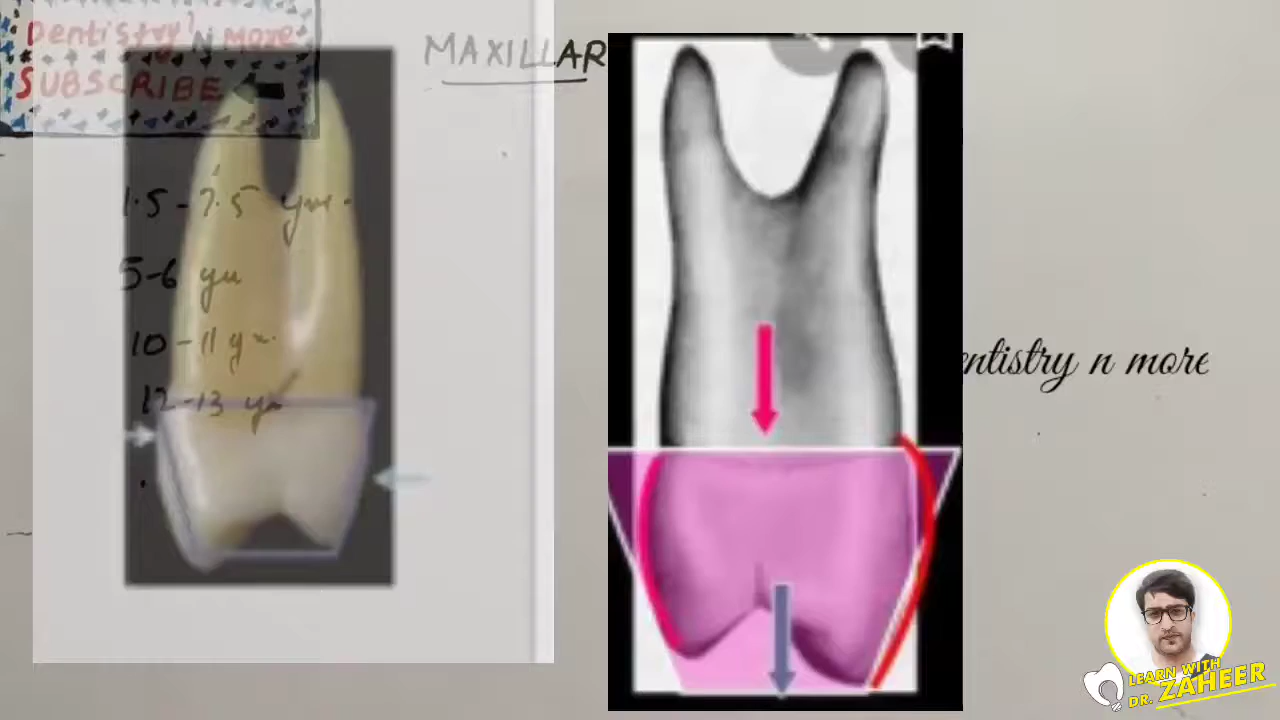 Dentistry N more
SUBSCRIBE
MAXILLAR
1.5 - 7.5 yrs.
5-6 yrs
10 - 11 yrs.
12-13 yrs
entistry n more
LEARN WITH
DR. ZAHEER